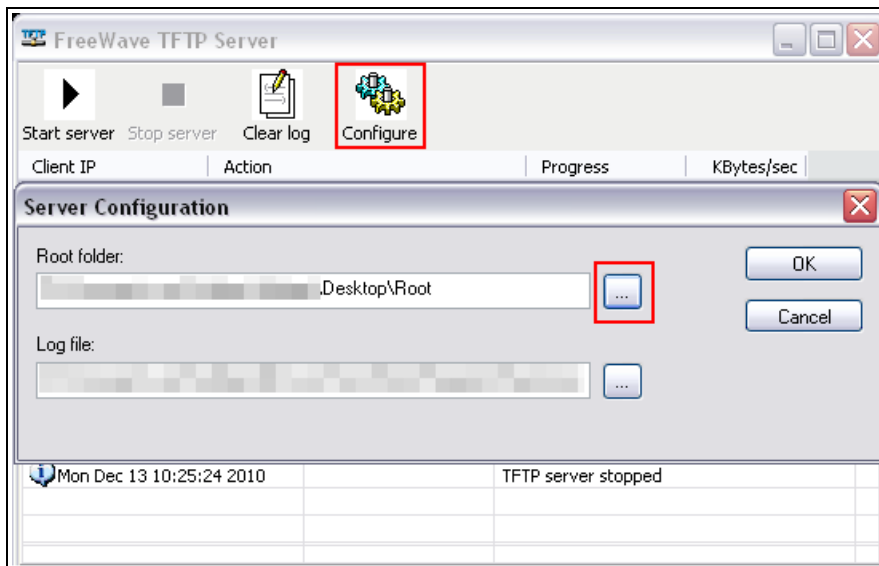 FreeWave TFTP Server
Start server Stop server Clear log Configure
Client IP Action Progress KBytes/sec
Server Configuration
Root folder:
Desktop\Root
...
OK
Cancel
Log file:
...
Mon Dec 13 10:25:24 2010 TFTP server stopped